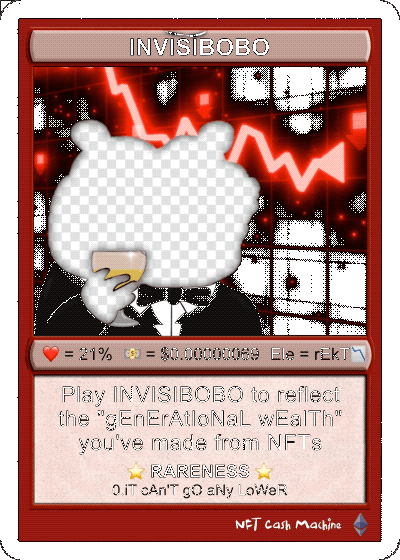 INVISIBOBO
❤️ = 21% 🌼 = $0.00000069 Ele = rEkT📉
Play INVISIBOBO to reflect
the "gEnErAtIoNaL wEalTh"
you've made from NFTs
⭐ RARENESS ⭐
0.iT cAn'T gO aNy LoWeR
NFT Cash Machine